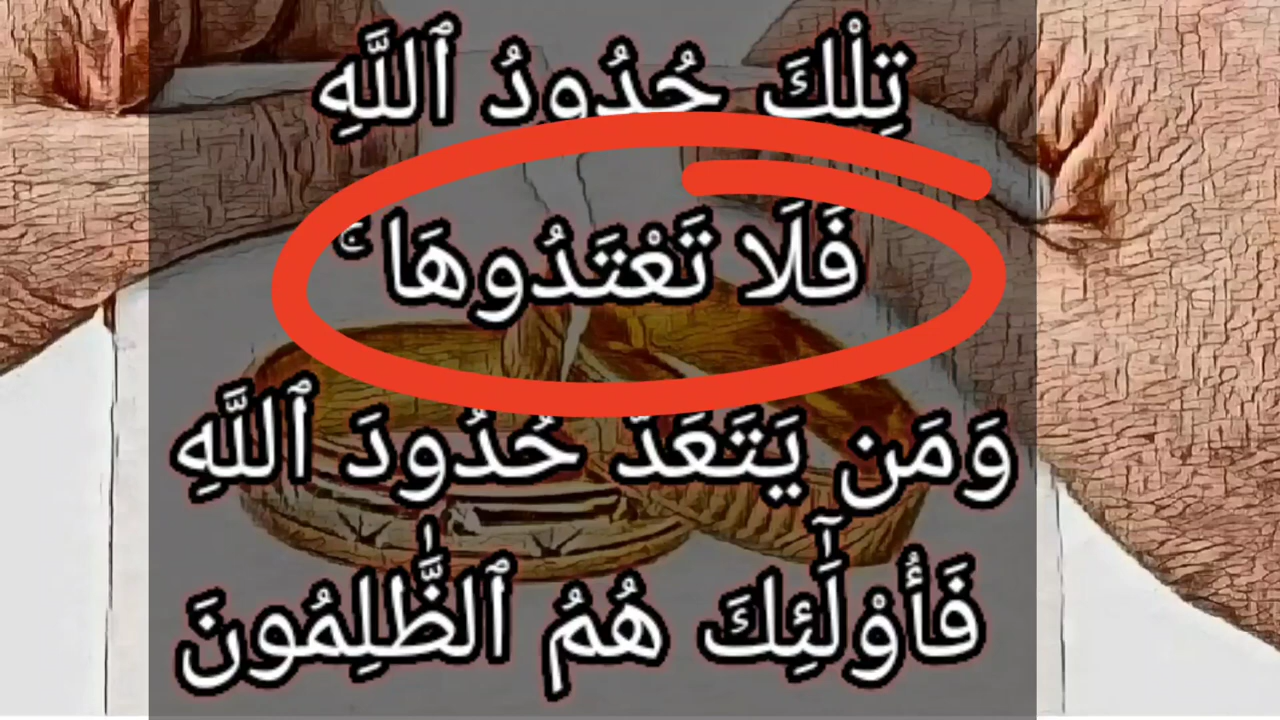 تِلْكَ حُدُودُ ٱللَّهِ
فَلَا تَعْتَدُوهَا ۚ
وَمَن يَتَعَدَّ حُدُودَ ٱللَّهِ
فَأُو۟لَـٰٓئِكَ هُمُ ٱلظَّـٰلِمُونَ